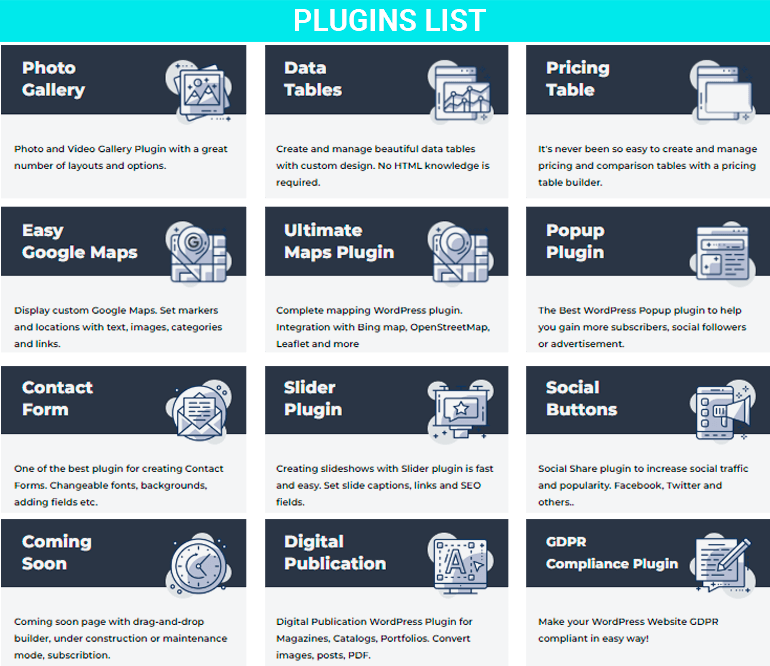 PLUGINS LIST
Photo
Gallery
Photo and Video Gallery Plugin with a great
number of layouts and options.
Data
Tables
Create and manage beautiful data tables
with custom design. No HTML knowledge is
required.
Pricing
Table
It's never been so easy to create and manage
pricing and comparison tables with a pricing
table builder.
Easy
Google Maps
G
Display custom Google Maps. Set markers
and locations with text, images, categories
and links.
Ultimate
Maps Plugin
Complete mapping WordPress plugin.
Integration with Bing map, OpenStreetMap,
Leaflet and more
Popup
Plugin
The Best WordPress Popup plugin to help
you gain more subscribers, social followers
or advertisement.
Contact
Form
One of the best plugin for creating Contact
Forms. Changeable fonts, backgrounds,
adding fields etc.
Slider
Plugin
Creating slideshows with Slider plugin is fast
and easy. Set slide captions, links and SEO
fields.
Social
Buttons
Social Share plugin to increase social traffic
and popularity. Facebook, Twitter and
others..
Coming
Soon
Coming soon page with drag-and-drop
builder, under construction or maintenance
mode, subscribtion.
Digital
Publication
A
Digital Publication WordPress Plugin for
Magazines, Catalogs, Portfolios. Convert
images, posts, PDF.
GDPR
Compliance Plugin
Make your WordPress Website GDPR
compliant in easy way!